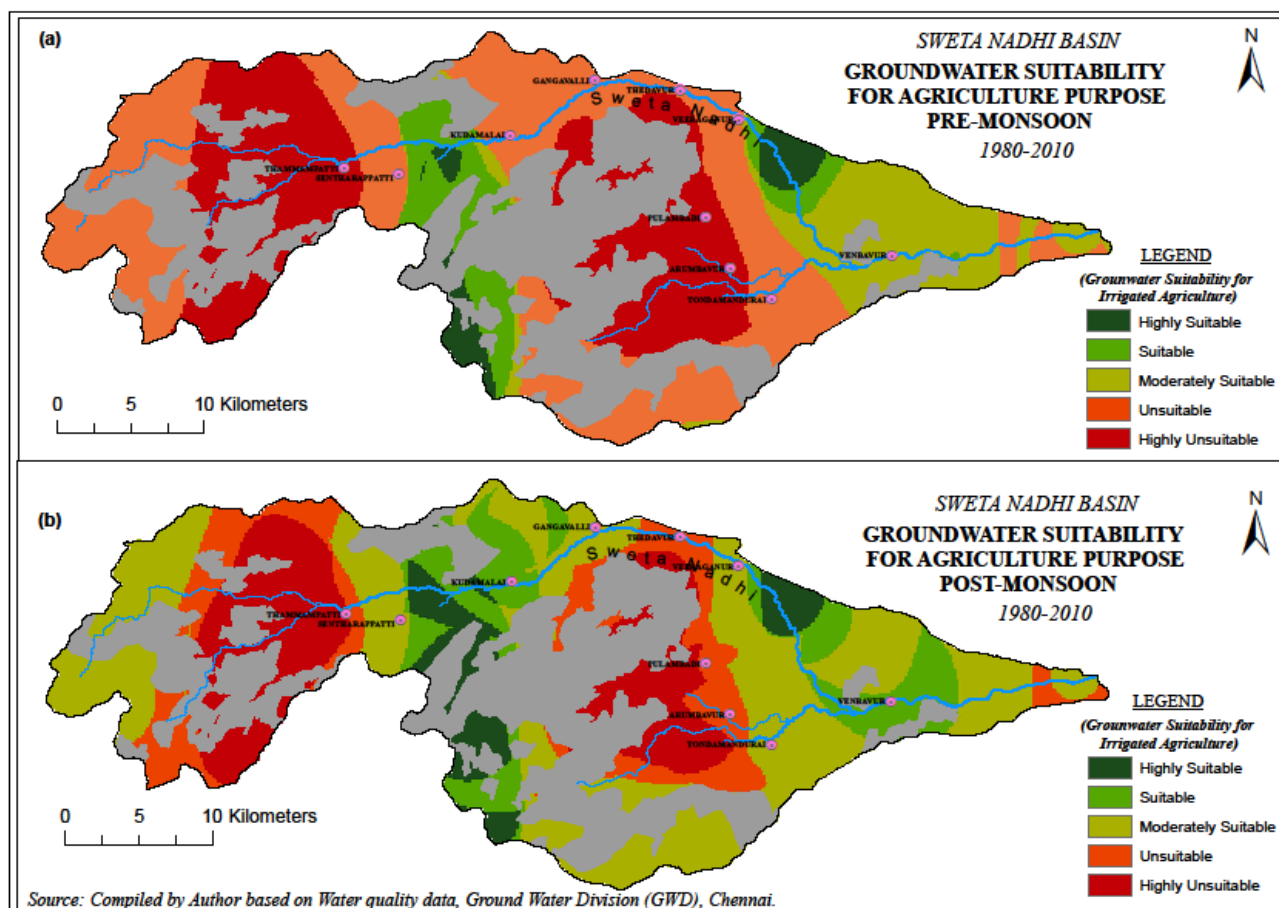 (a)
SWETA NADHI BASIN
GROUNDWATER SUITABILITY
FOR AGRICULTURE PURPOSE
PRE-MONSOON
1980-2010
N
GANGAVALLI
THEDAVUR
Sweta Nadhi
VEERAGANUR
KUDAMALAI
THAMMAMPATTI
SENTHARAPPATTI
PULAMBADI
VENBAVUR
ARUMBAVUR
TONDAMANDURAI
LEGEND
(Grounwater Suitability for
Irrigated Agriculture)
Highly Suitable
Suitable
Moderately Suitable
Unsuitable
Highly Unsuitable
0 5 10 Kilometers
(b)
SWETA NADHI BASIN
GROUNDWATER SUITABILITY
FOR AGRICULTURE PURPOSE
POST-MONSOON
1980-2010
N
GANGAVALLI
THEDAVUR
Sweta Nadhi
VEERAGANUR
KUDAMALAI
THAMMAMPATTI
SENTHARAPPATTI
PULAMBADI
VENBAVUR
ARUMBAVUR
TONDAMANDURAI
LEGEND
(Grounwater Suitability for
Irrigated Agriculture)
Highly Suitable
Suitable
Moderately Suitable
Unsuitable
Highly Unsuitable
0 5 10 Kilometers
Source: Compiled by Author based on Water quality data, Ground Water Division (GWD), Chennai.